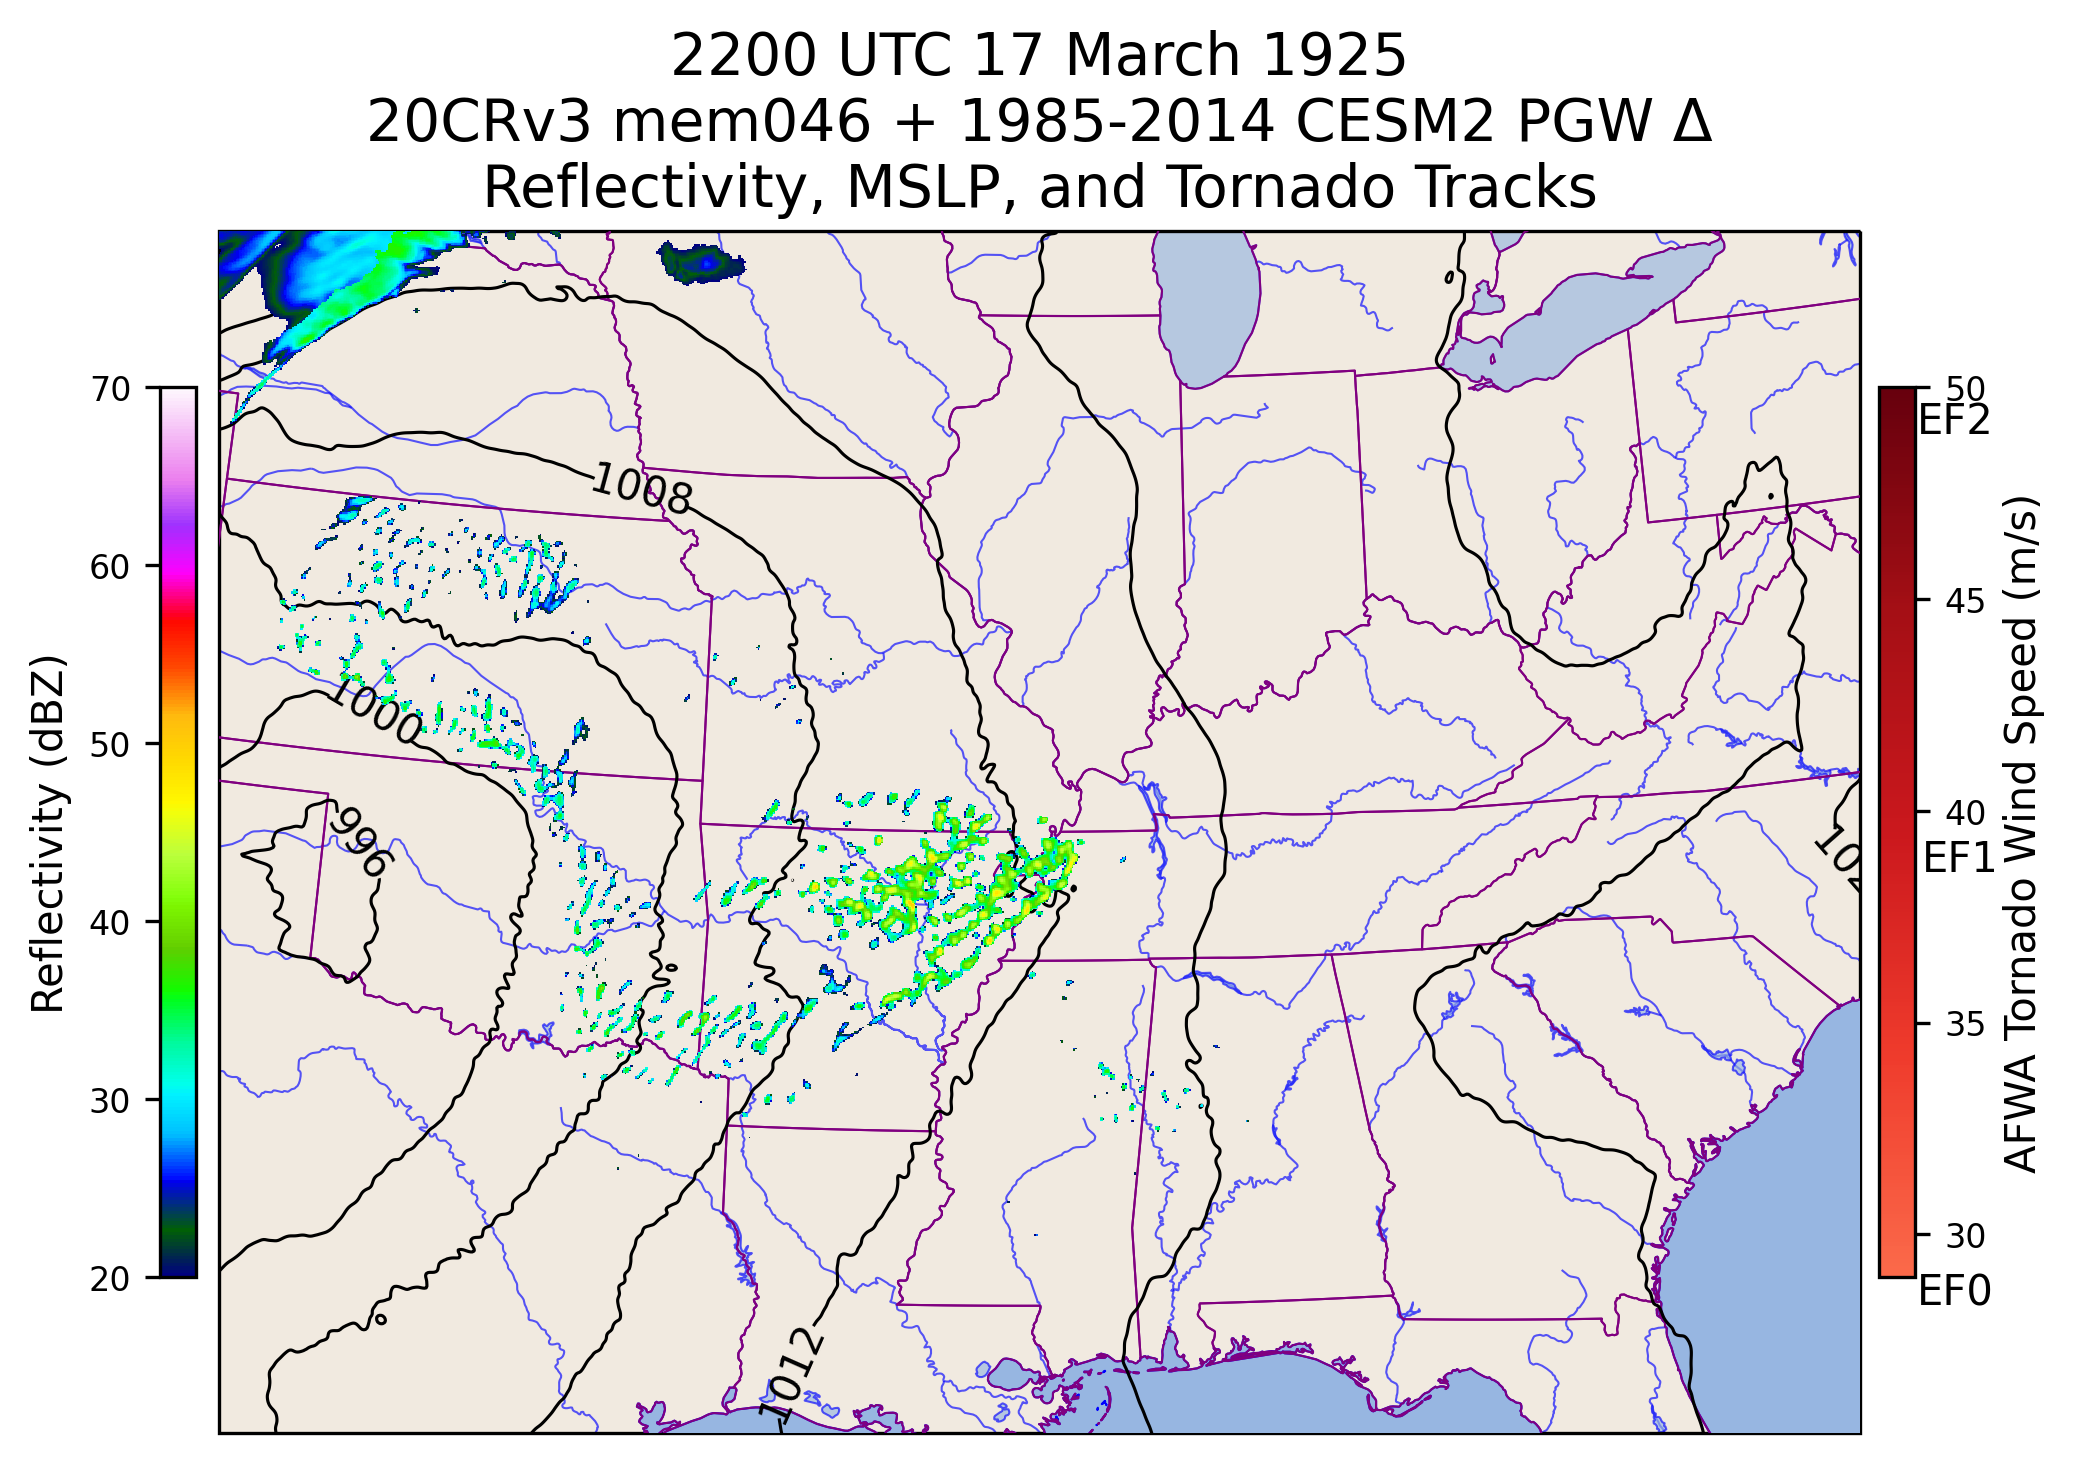 2200 UTC 17 March 1925
20CRv3 mem046 + 1985-2014 CESM2 PGW Δ
Reflectivity, MSLP, and Tornado Tracks
Reflectivity (dBZ)
70
60
50
40
30
20
1008
1000
996
1012
50
EF2
45
40
EF1
35
30
EF0
AFWA Tornado Wind Speed (m/s)